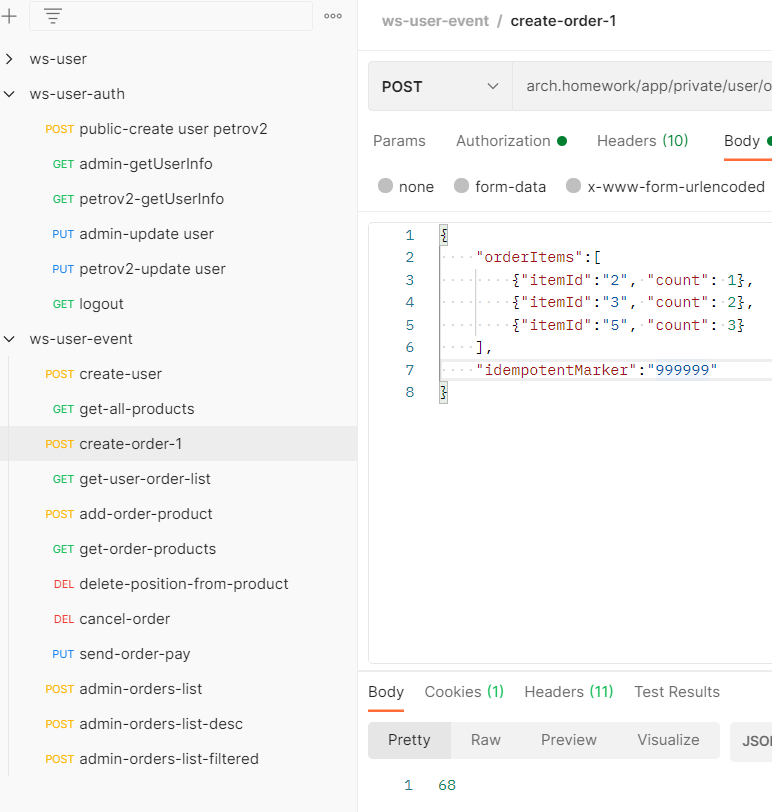 ws-user
ws-user-auth
POST public-create user petrov2
GET admin-getUserInfo
GET petrov2-getUserInfo
PUT admin-update user
PUT petrov2-update user
GET logout
ws-user-event
POST create-user
GET get-all-products
POST create-order-1
GET get-user-order-list
POST add-order-product
GET get-order-products
DEL delete-position-from-product
DEL cancel-order
PUT send-order-pay
POST admin-orders-list
POST admin-orders-list-desc
POST admin-orders-list-filtered
ws-user-event / create-order-1
POST arch.homework/app/private/user/o
Params Authorization Headers (10) Body
none form-data x-www-form-urlencoded
1 {
2 "orderItems":[
3 {"itemId":"2", "count": 1},
4 {"itemId":"3", "count": 2},
5 {"itemId":"5", "count": 3}
6 ],
7 "idempotentMarker":"999999"
8 }
Body Cookies (1) Headers (11) Test Results
Pretty Raw Preview Visualize JSO
1 68